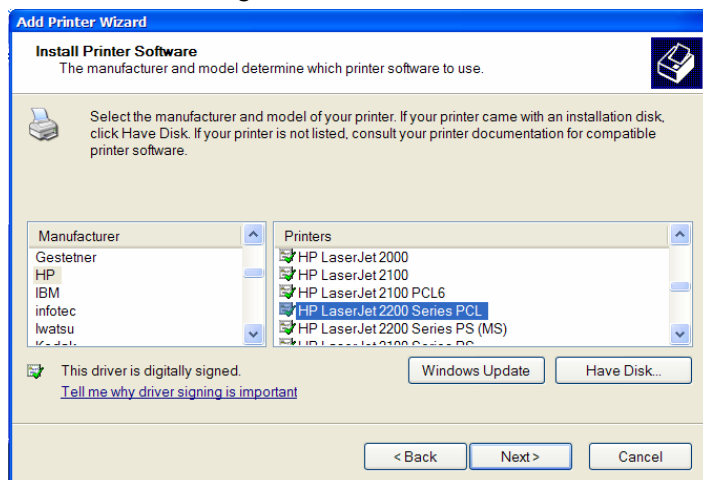 Add Printer Wizard
Install Printer Software
The manufacturer and model determine which printer software to use.
Select the manufacturer and model of your printer. If your printer came with an installation disk,
click Have Disk. If your printer is not listed, consult your printer documentation for compatible
printer software.
Manufacturer
Gestetner
HP
IBM
infotec
Iwatsu
Printers
HP LaserJet 2000
HP LaserJet 2100
HP LaserJet 2100 PCL6
HP LaserJet 2200 Series PCL
HP LaserJet 2200 Series PS (MS)
This driver is digitally signed.
Tell me why driver signing is important
Windows Update
Have Disk...
< Back
Next >
Cancel